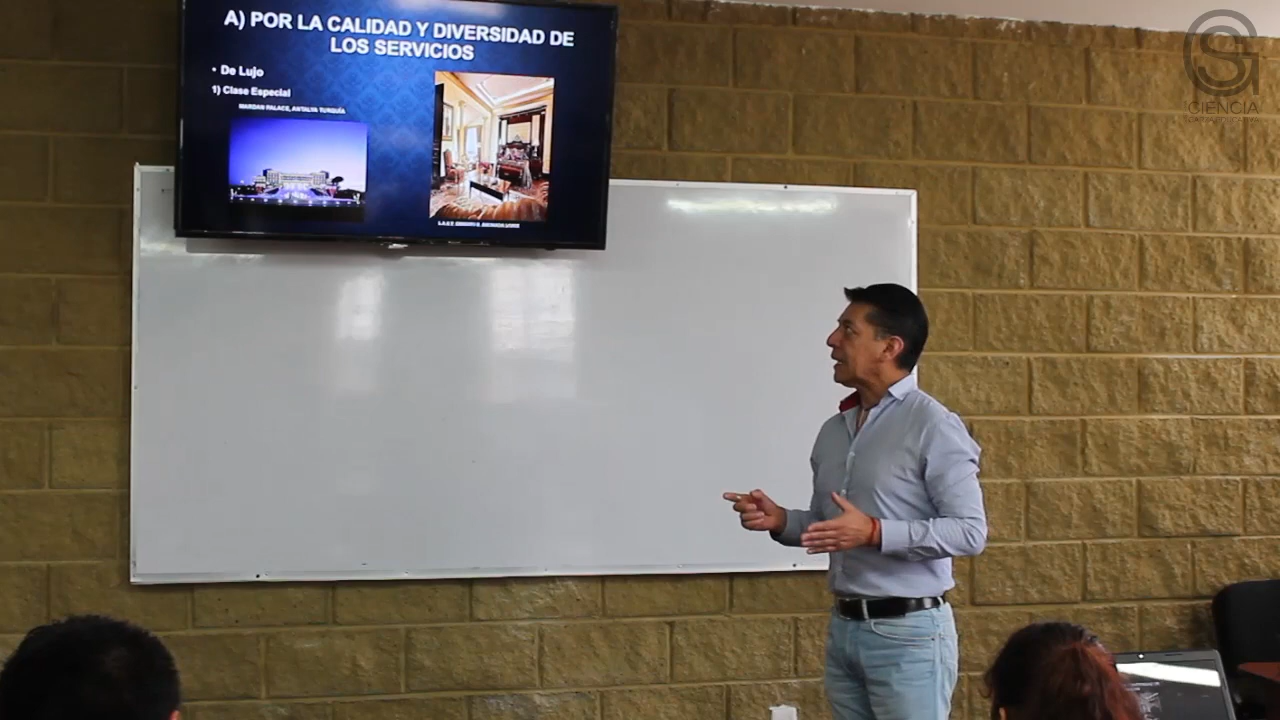 A) POR LA CALIDAD Y DIVERSIDAD DE
LOS SERVICIOS
• De Lujo
1) Clase Especial
MARDAN PALACE, ANTALYA TURQUÍA
CIENCIA